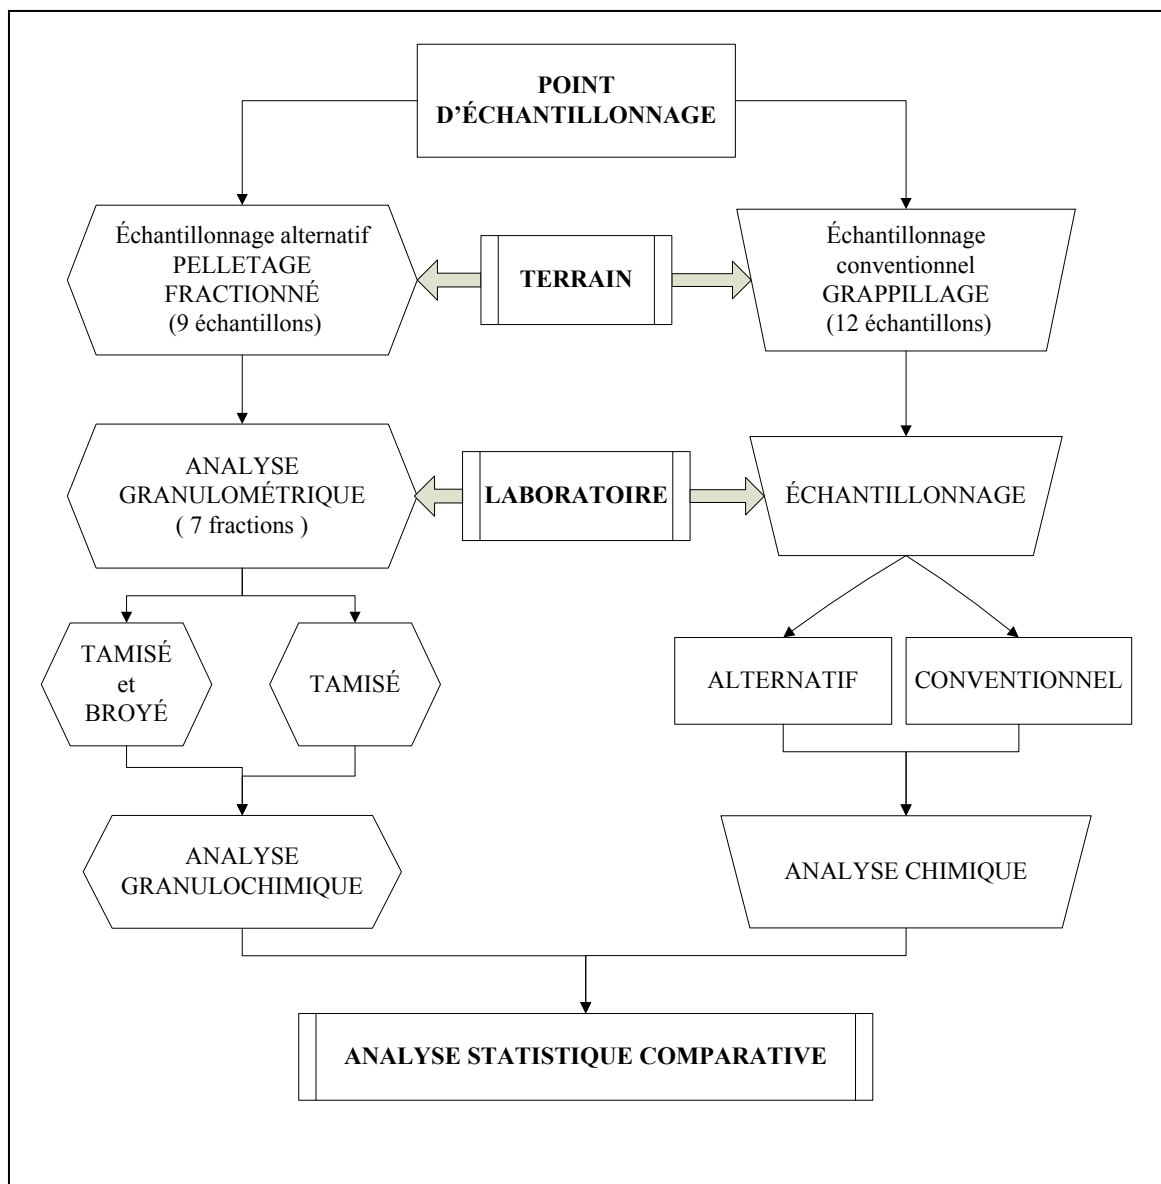 POINT
D'ÉCHANTILLONNAGE
Échantillonnage alternatif
PELLETAGE
FRACTIONNÉ
(9 échantillons)
TERRAIN
Échantillonnage
conventionnel
GRAPPILLAGE
(12 échantillons)
ANALYSE
GRANULOMÉTRIQUE
( 7 fractions )
LABORATOIRE
ÉCHANTILLONNAGE
TAMISÉ
et
BROYÉ
TAMISÉ
ALTERNATIF
CONVENTIONNEL
ANALYSE
GRANULOCHIMIQUE
ANALYSE CHIMIQUE
ANALYSE STATISTIQUE COMPARATIVE